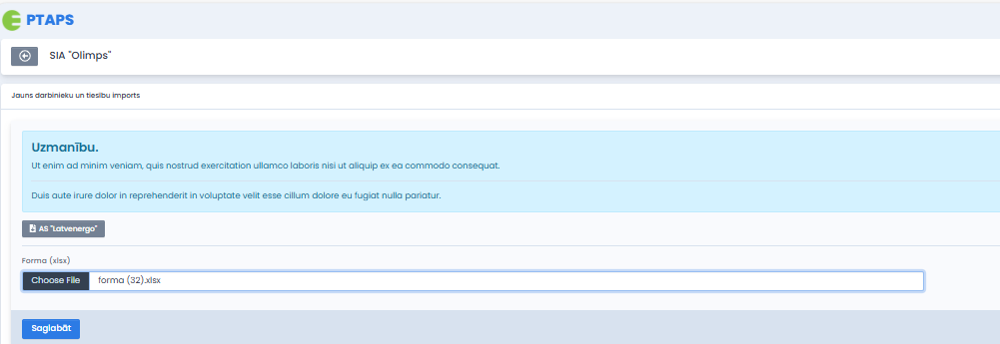 PTAPS
SIA "Olimps"
Jauns darbinieku un tiesību imports
Uzmanību.
Ut enim ad minim veniam, quis nostrud exercitation ullamco laboris nisi ut aliquip ex ea commodo consequat.
Duis aute irure dolor in reprehenderit in voluptate velit esse cillum dolore eu fugiat nulla pariatur.
AS "Latvenergo"
Forma (xlsx)
Choose File forma (32).xlsx
Saglabāt